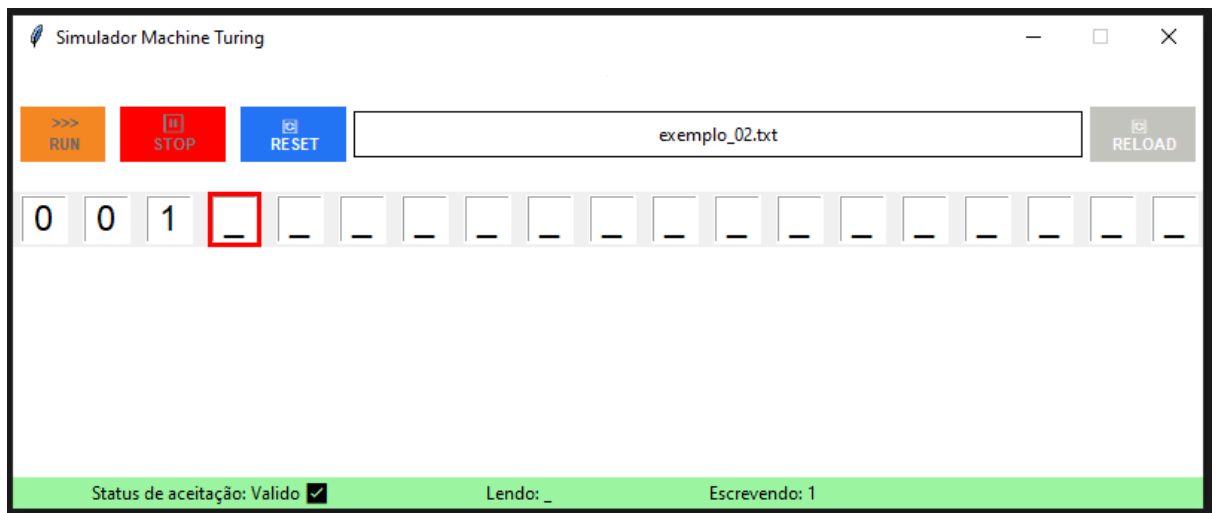 Simulador Machine Turing
>>>
RUN
STOP
RESET
exemplo_02.txt
RELOAD
0 0 1 _ _ _ _ _ _ _ _ _ _ _ _ _ _ _ _
Status de aceitação: Valido ✓ Lendo: _ Escrevendo: 1